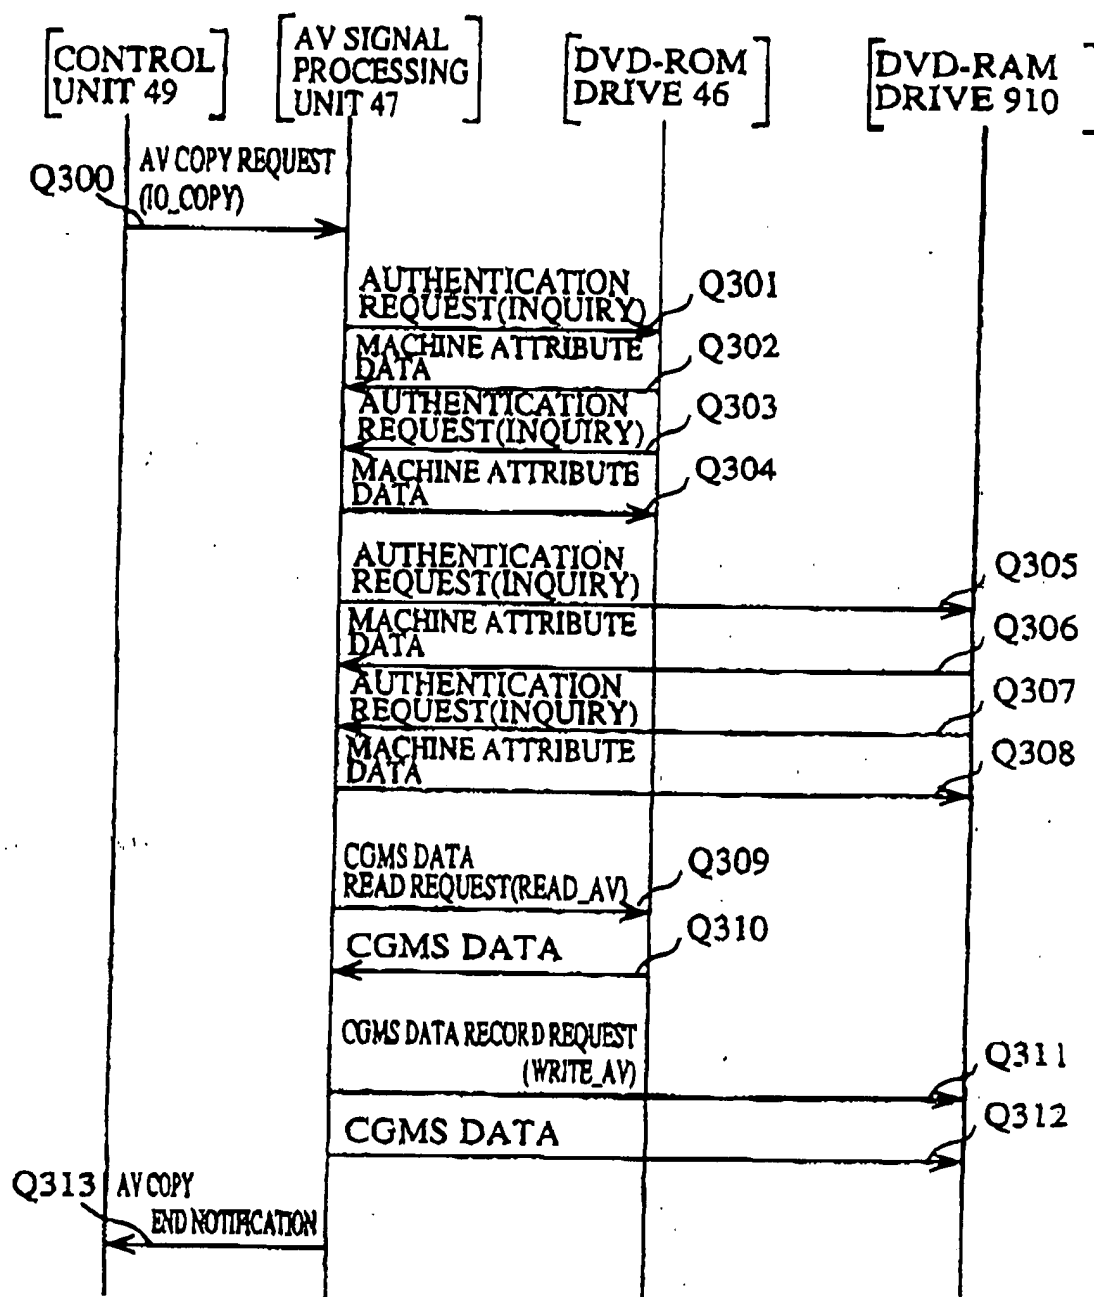 CONTROL
UNIT 49
AV SIGNAL
PROCESSING
UNIT 47
DVD-ROM
DRIVE 46
DVD-RAM
DRIVE 910
Q300
AV COPY REQUEST
(IO_COPY)
AUTHENTICATION
REQUEST(INQUIRY)
Q301
MACHINE ATTRIBUTE
DATA
Q302
AUTHENTICATION
REQUEST(INQUIRY)
Q303
MACHINE ATTRIBUTE
DATA
Q304
AUTHENTICATION
REQUEST(INQUIRY)
Q305
MACHINE ATTRIBUTE
DATA
Q306
AUTHENTICATION
REQUEST(INQUIRY)
Q307
MACHINE ATTRIBUTE
DATA
Q308
CGMS DATA
READ REQUEST(READ_AV)
Q309
CGMS DATA
Q310
CGMS DATA RECORD REQUEST
(WRITE_AV)
Q311
CGMS DATA
Q312
Q313
AV COPY
END NOTIFICATION